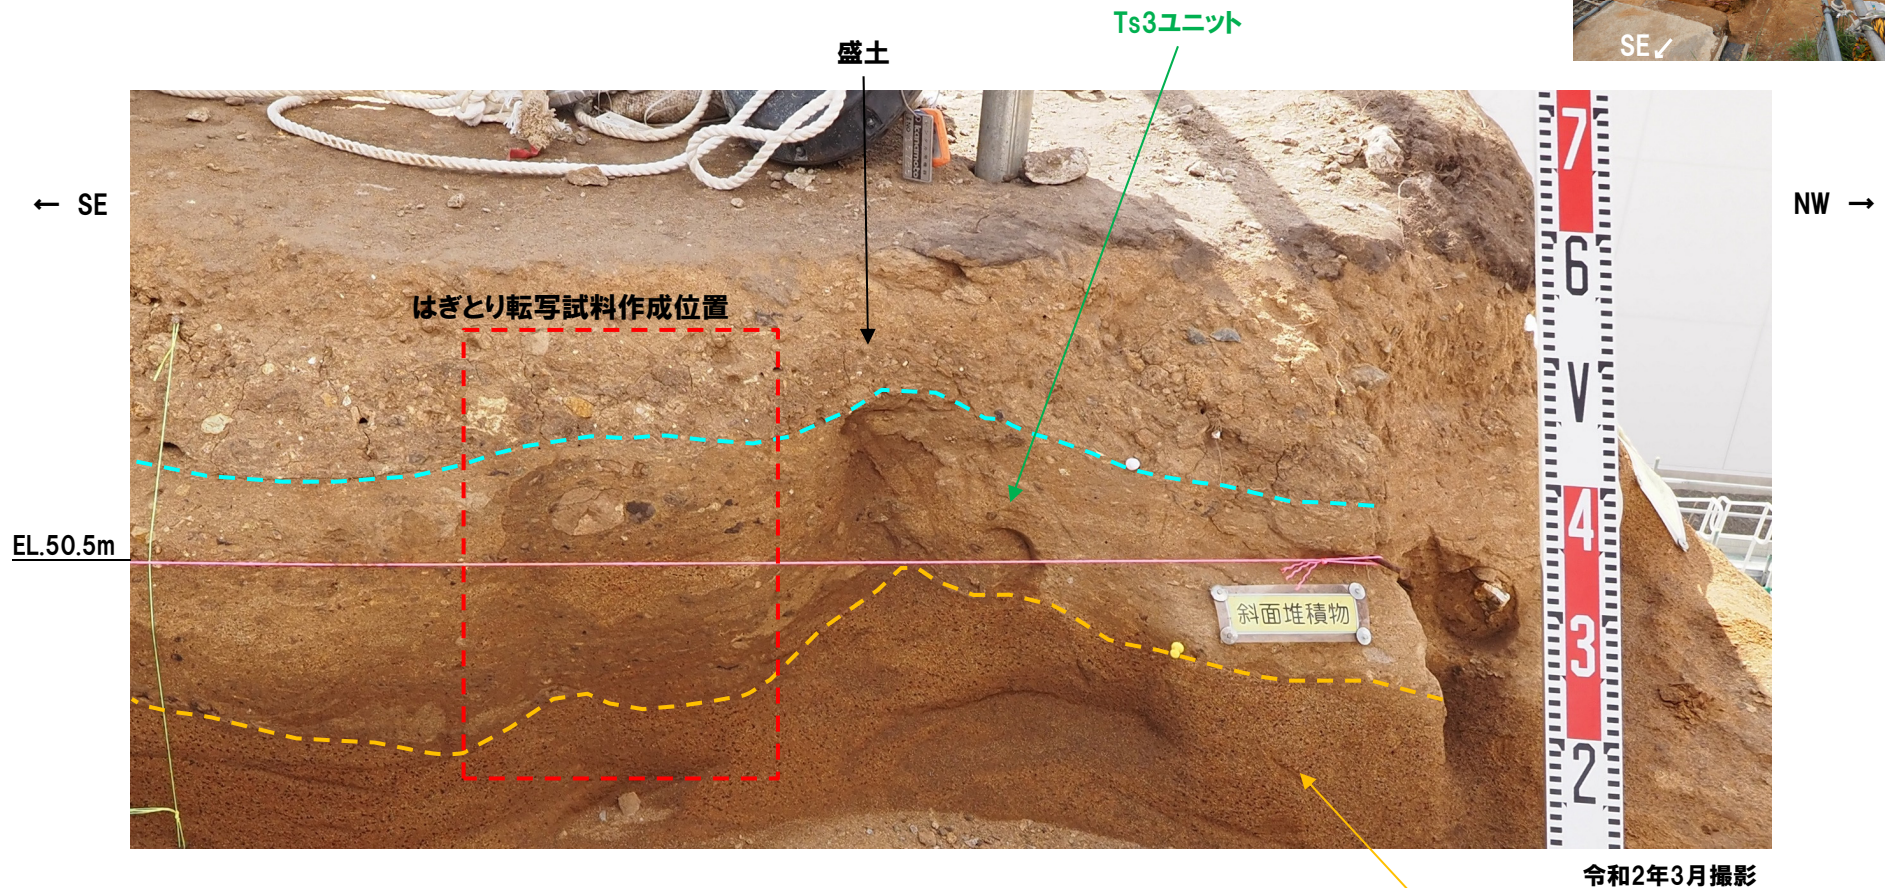 Ts3ユニット
SE↙
盛土
← SE
NW →
7
6
はぎとり転写試料作成位置
V
4
EL.50.5m
斜面堆積物
3
2
令和2年3月撮影